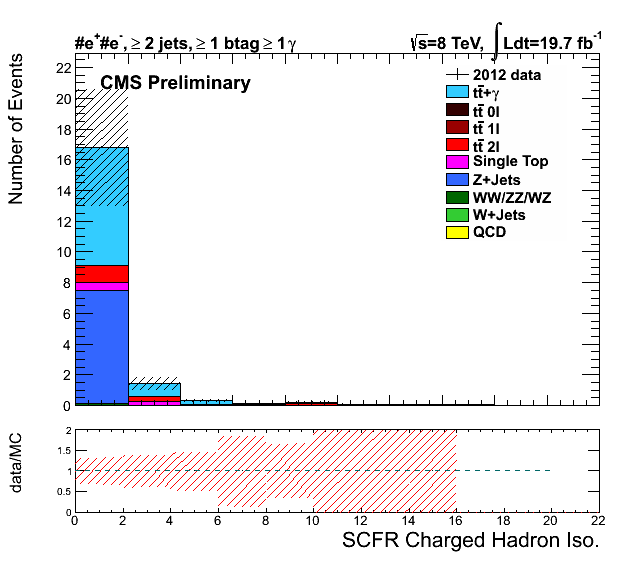 #e⁺#e⁻, ≥ 2 jets, ≥ 1 btag ≥ 1 γ
√s=8 TeV, ∫ Ldt=19.7 fb⁻¹
CMS Preliminary
Number of Events
22
20
18
16
14
12
10
8
6
4
2
0
2012 data
tt̅+γ
tt̅ 0l
tt̅ 1l
tt̅ 2l
Single Top
Z+Jets
WW/ZZ/WZ
W+Jets
QCD
data/MC
2
1.5
1
0.5
0
0 2 4 6 8 10 12 14 16 18 20 22
SCFR Charged Hadron Iso.